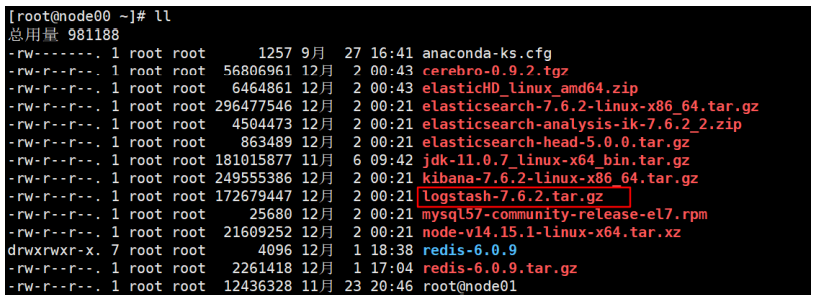 [root@node00 ~]# ll
总用量 981188
-rw-------. 1 root root      1257 9月  27 16:41 anaconda-ks.cfg
-rw-r--r--. 1 root root  56806961 12月  2 00:43 cerebro-0.9.2.tgz
-rw-r--r--. 1 root root   6464861 12月  2 00:43 elasticHD_linux_amd64.zip
-rw-r--r--. 1 root root 296477546 12月  2 00:21 elasticsearch-7.6.2-linux-x86_64.tar.gz
-rw-r--r--. 1 root root   4504473 12月  2 00:21 elasticsearch-analysis-ik-7.6.2_2.zip
-rw-r--r--. 1 root root    863489 12月  2 00:21 elasticsearch-head-5.0.0.tar.gz
-rw-r--r--. 1 root root 181015877 11月  6 09:42 jdk-11.0.7_linux-x64_bin.tar.gz
-rw-r--r--. 1 root root 249555386 12月  2 00:21 kibana-7.6.2-linux-x86_64.tar.gz
-rw-r--r--. 1 root root 172679447 12月  2 00:21 logstash-7.6.2.tar.gz
-rw-r--r--. 1 root root     25680 12月  2 00:21 mysql57-community-release-el7.rpm
-rw-r--r--. 1 root root  21609252 12月  2 00:21 node-v14.15.1-linux-x64.tar.xz
drwxrwxr-x. 7 root root      4096 12月  1 18:38 redis-6.0.9
-rw-r--r--. 1 root root   2261418 12月  1 17:04 redis-6.0.9.tar.gz
-rw-r--r--. 1 root root  12436328 11月 23 20:46 root@node01